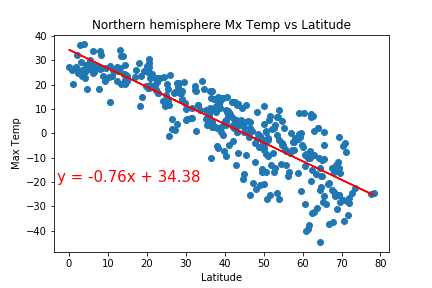 Northern hemisphere Mx Temp vs Latitude
40
30
20
10
0
−10
−20
−30
−40
Max Temp
y = -0.76x + 34.38
0 10 20 30 40 50 60 70 80
Latitude